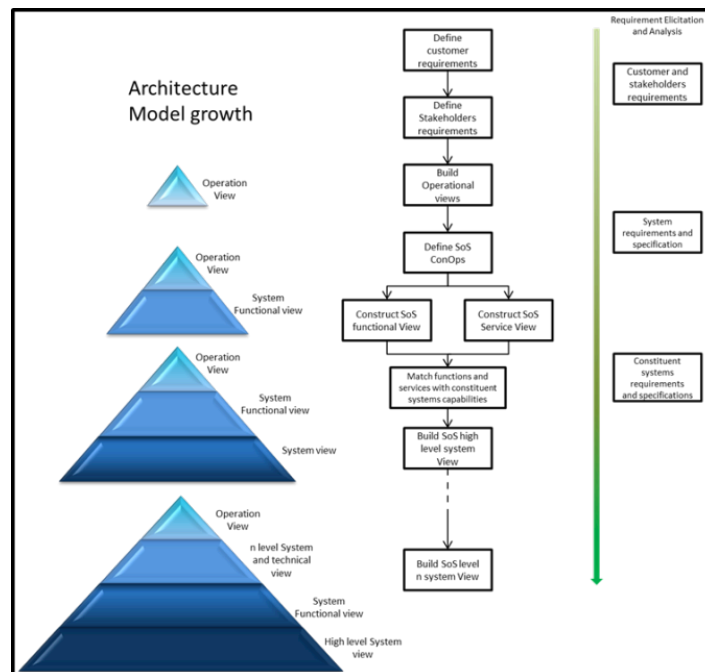 Architecture
Model growth
Operation
View
Operation
View
System
Functional view
Operation
View
System
Functional view
System view
Operation
View
n level System
and technical
view
System
Functional view
High level System
view
Define
customer
requirements
Define
Stakeholders
requirements
Build
Operational
views
Define SoS
ConOps
Construct SoS
functional View
Construct SoS
Service View
Match functions and
services with constituent
systems capabilities
Build SoS high
level system
View
Build SoS level
n system View
Requirement Elicitation
and Analysis
Customer and
stakeholders
requirements
System
requirements and
specification
Constituent
systems
requirements
and specifications